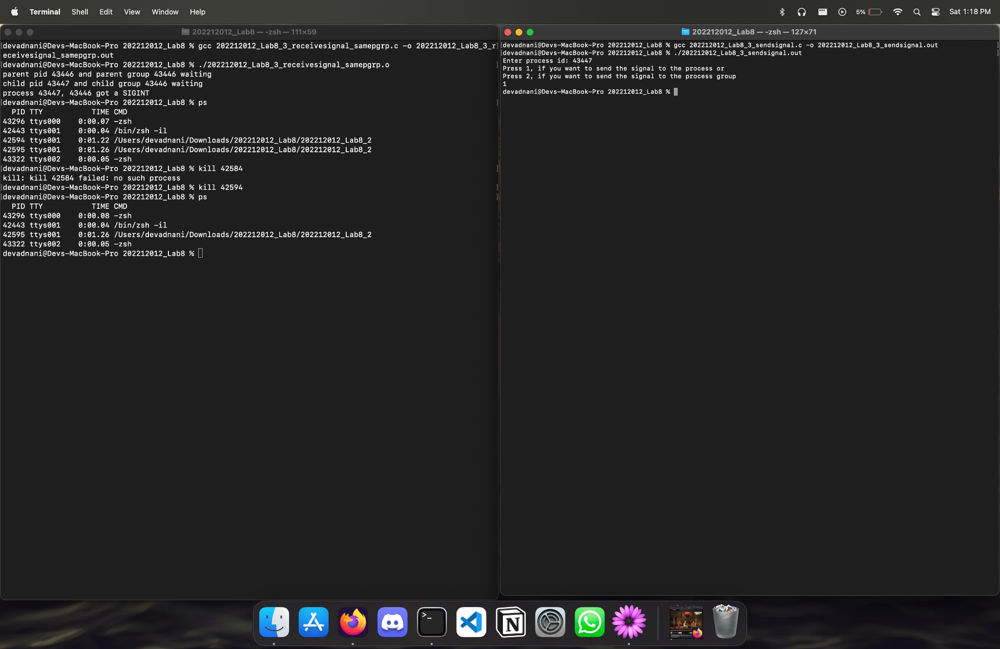 Terminal Shell Edit View Window Help 5% Sat 1:18 PM
202212012_Lab8 — -zsh — 111×59
devadnani@Devs-MacBook-Pro 202212012_Lab8 % gcc 202212012_Lab8_3_receivesignal_samepgrp.c -o 202212012_Lab8_3_r
eceivesignal_samepgrp.out
devadnani@Devs-MacBook-Pro 202212012_Lab8 % ./202212012_Lab8_3_receivesignal_samepgrp.o
parent pid 43446 and parent group 43446 waiting
child pid 43447 and child group 43446 waiting
process 43447, 43446 got a SIGINT
devadnani@Devs-MacBook-Pro 202212012_Lab8 % ps
PID TTY TIME CMD
43296 ttys000 0:00.07 -zsh
42443 ttys001 0:00.04 /bin/zsh -il
42594 ttys001 0:01.22 /Users/devadnani/Downloads/202212012_Lab8/202212012_Lab8_2
42595 ttys001 0:01.26 /Users/devadnani/Downloads/202212012_Lab8/202212012_Lab8_2
43322 ttys002 0:00.05 -zsh
devadnani@Devs-MacBook-Pro 202212012_Lab8 % kill 42584
kill: kill 42584 failed: no such process
devadnani@Devs-MacBook-Pro 202212012_Lab8 % kill 42594
devadnani@Devs-MacBook-Pro 202212012_Lab8 % ps
PID TTY TIME CMD
43296 ttys000 0:00.08 -zsh
42443 ttys001 0:00.04 /bin/zsh -il
42595 ttys001 0:01.26 /Users/devadnani/Downloads/202212012_Lab8/202212012_Lab8_2
43322 ttys002 0:00.05 -zsh
devadnani@Devs-MacBook-Pro 202212012_Lab8 %
202212012_Lab8 — -zsh — 127×71
devadnani@Devs-MacBook-Pro 202212012_Lab8 % gcc 202212012_Lab8_3_sendsignal.c -o 202212012_Lab8_3_sendsignal.out
devadnani@Devs-MacBook-Pro 202212012_Lab8 % ./202212012_Lab8_3_sendsignal.out
Enter process id: 43447
Press 1, if you want to send the signal to the process or
Press 2, if you want to send the signal to the process group
1
devadnani@Devs-MacBook-Pro 202212012_Lab8 %